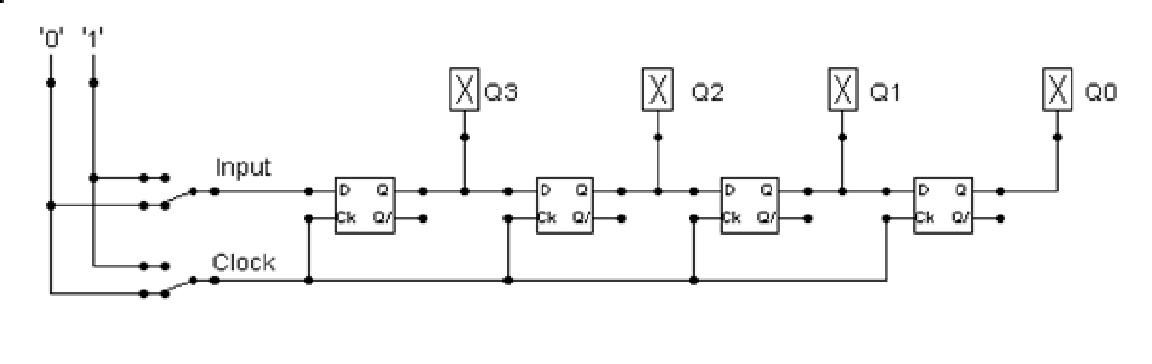 '0' '1'
X Q3 X Q2 X Q1 X Q0
Input
D Q D Q D Q D Q
Ck Q/ Ck Q/ Ck Q/ Ck Q/
Clock